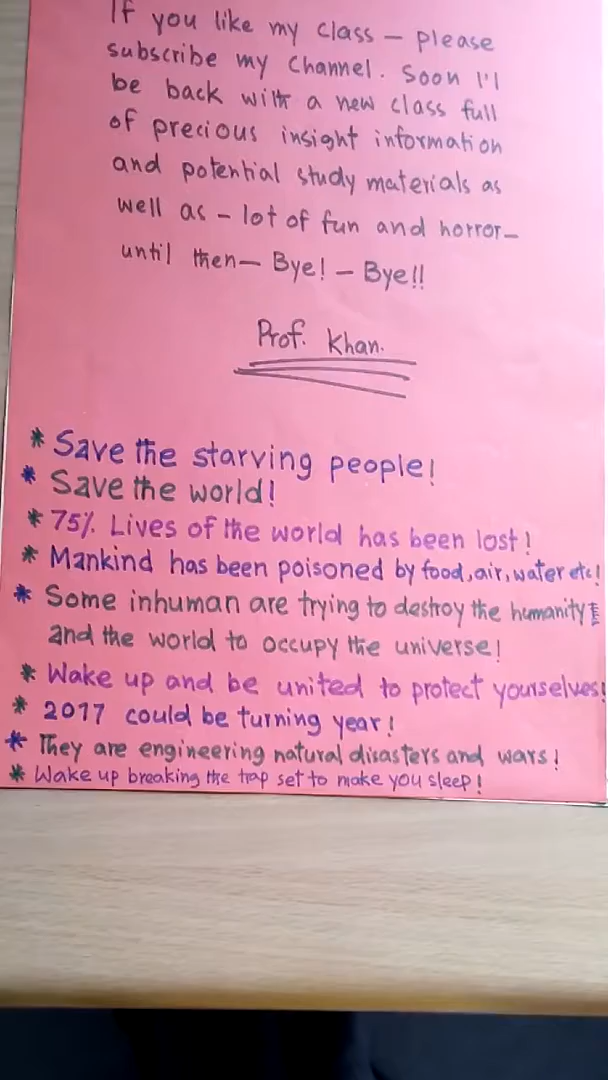 If you like my class - please
subscribe my Channel. Soon I'l
be back with a new class full
of precious insight information
and potential study materials as
well as - lot of fun and horror-
until then- Bye! - Bye!!
Prof. Khan.
* Save the starving people!
* Save the world!
* 75% Lives of the world has been lost!
* Mankind has been poisoned by food, air, water etc!
* Some inhuman are trying to destroy the humanity
and the world to occupy the universe!
* Wake up and be united to protect yourselves!
* 2017 could be turning year!
* They are engineering natural disasters and wars!
* Wake up breaking the trap set to make you sleep!